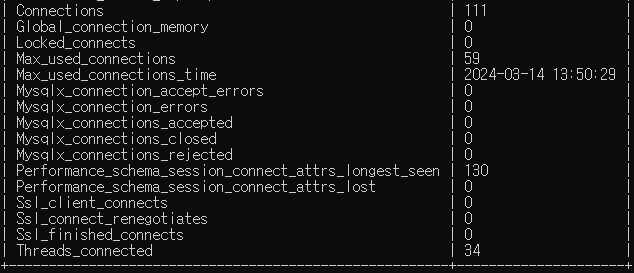 | Connections | 111 |
| Global_connection_memory | 0 |
| Locked_connects | 0 |
| Max_used_connections | 59 |
| Max_used_connections_time | 2024-03-14 13:50:29 |
| Mysqlx_connection_accept_errors | 0 |
| Mysqlx_connection_errors | 0 |
| Mysqlx_connections_accepted | 0 |
| Mysqlx_connections_closed | 0 |
| Mysqlx_connections_rejected | 0 |
| Performance_schema_session_connect_attrs_longest_seen | 130 |
| Performance_schema_session_connect_attrs_lost | 0 |
| Ssl_client_connects | 0 |
| Ssl_connect_renegotiates | 0 |
| Ssl_finished_connects | 0 |
| Threads_connected | 34 |